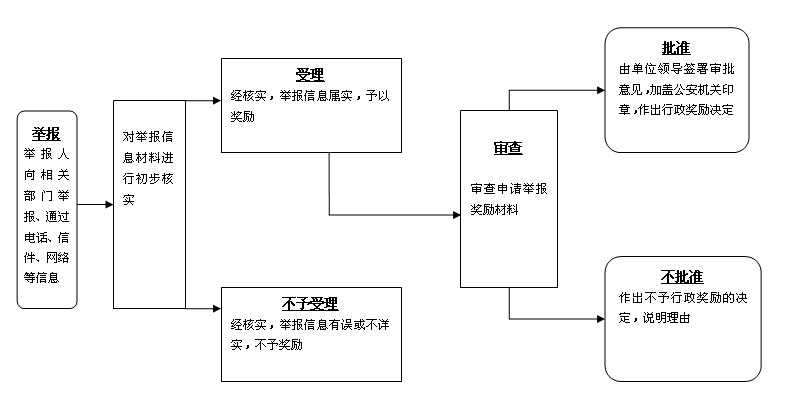 举报
举报人
向相关
部门举
报、通过
电话、信
件、网络
等信息
对举报信
息材料进
行初步核
实
受理
经核实，举报信息属实，予以
奖励
不予受理
经核实，举报信息有误或不详
实，不予奖励
审查
审查申请举报
奖励材料
批准
由单位领导签署审批
意见，加盖公安机关印
章，作出行政奖励决定
不批准
作出不予行政奖励的决
定，说明理由